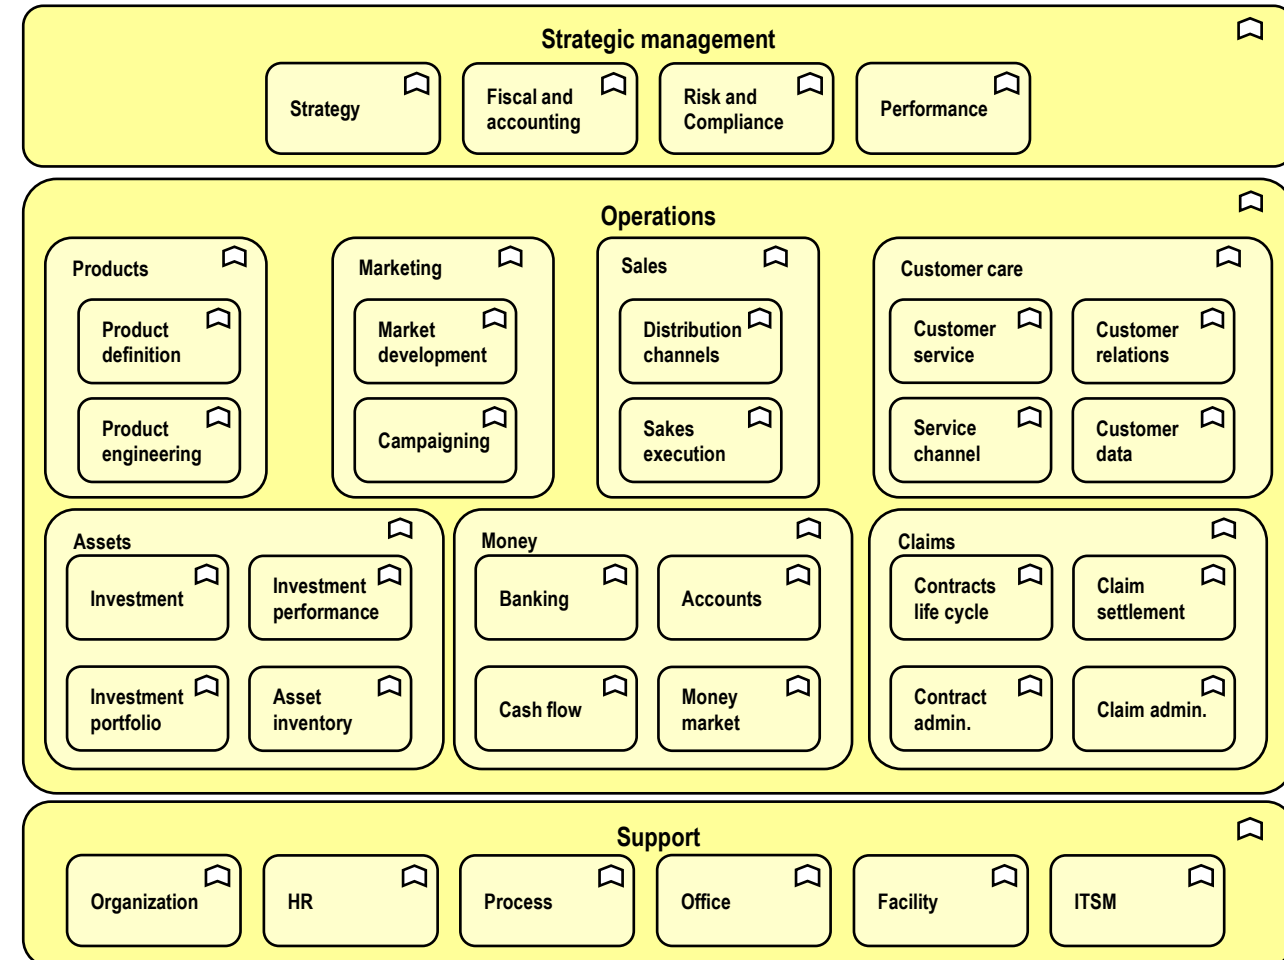 Strategic management
Strategy
Fiscal and
accounting
Risk and
Compliance
Performance
Operations
Products
Product
definition
Product
engineering
Marketing
Market
development
Campaigning
Sales
Distribution
channels
Sakes
execution
Customer care
Customer
service
Customer
relations
Service
channel
Customer
data
Assets
Investment
Investment
performance
Investment
portfolio
Asset
inventory
Money
Banking
Accounts
Cash flow
Money
market
Claims
Contracts
life cycle
Claim
settlement
Contract
admin.
Claim admin.
Support
Organization
HR
Process
Office
Facility
ITSM